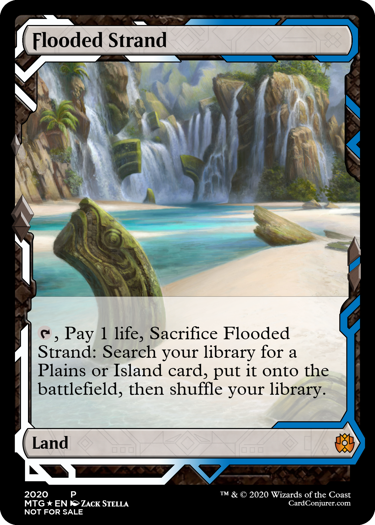 Flooded Strand
, Pay 1 life, Sacrifice Flooded
Strand: Search your library for a
Plains or Island card, put it onto the
battlefield, then shuffle your library.
Land
2020 P
MTG ★ EN Zack Stella
NOT FOR SALE
™ & © 2020 Wizards of the Coast
CardConjurer.com